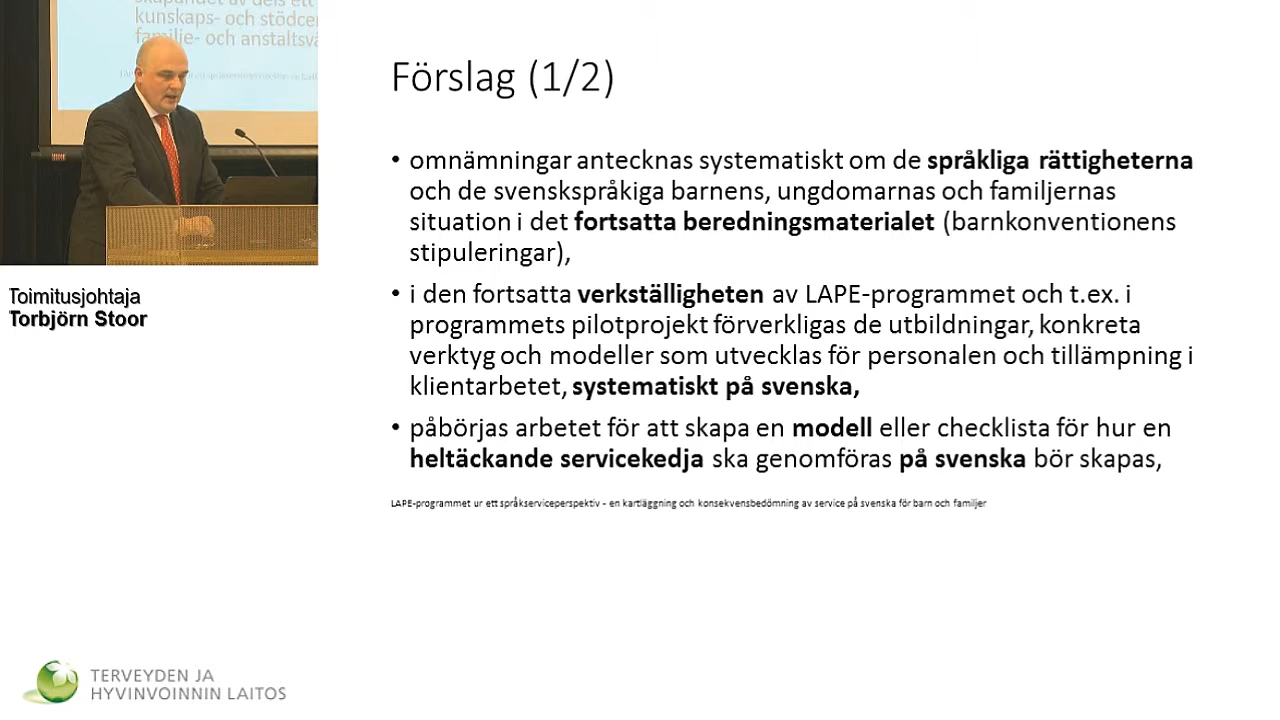 kunskaps- och stödce
familje- och anstaltsvå
Toimitusjohtaja
Torbjörn Stoor
Förslag (1/2)
• omnämningar antecknas systematiskt om de språkliga rättigheterna
och de svenskspråkiga barnens, ungdomarnas och familjernas
situation i det fortsatta beredningsmaterialet (barnkonventionens
stipuleringar),
• i den fortsatta verkställigheten av LAPE-programmet och t.ex. i
programmets pilotprojekt förverkligas de utbildningar, konkreta
verktyg och modeller som utvecklas för personalen och tillämpning i
klientarbetet, systematiskt på svenska,
• påbörjas arbetet för att skapa en modell eller checklista för hur en
heltäckande servicekedja ska genomföras på svenska bör skapas,
LAPE-programmet ur ett språkserviceperspektiv - en kartläggning och konsekvensbedömning av service på svenska för barn och familjer
TERVEYDEN JA
HYVINVOINNIN LAITOS